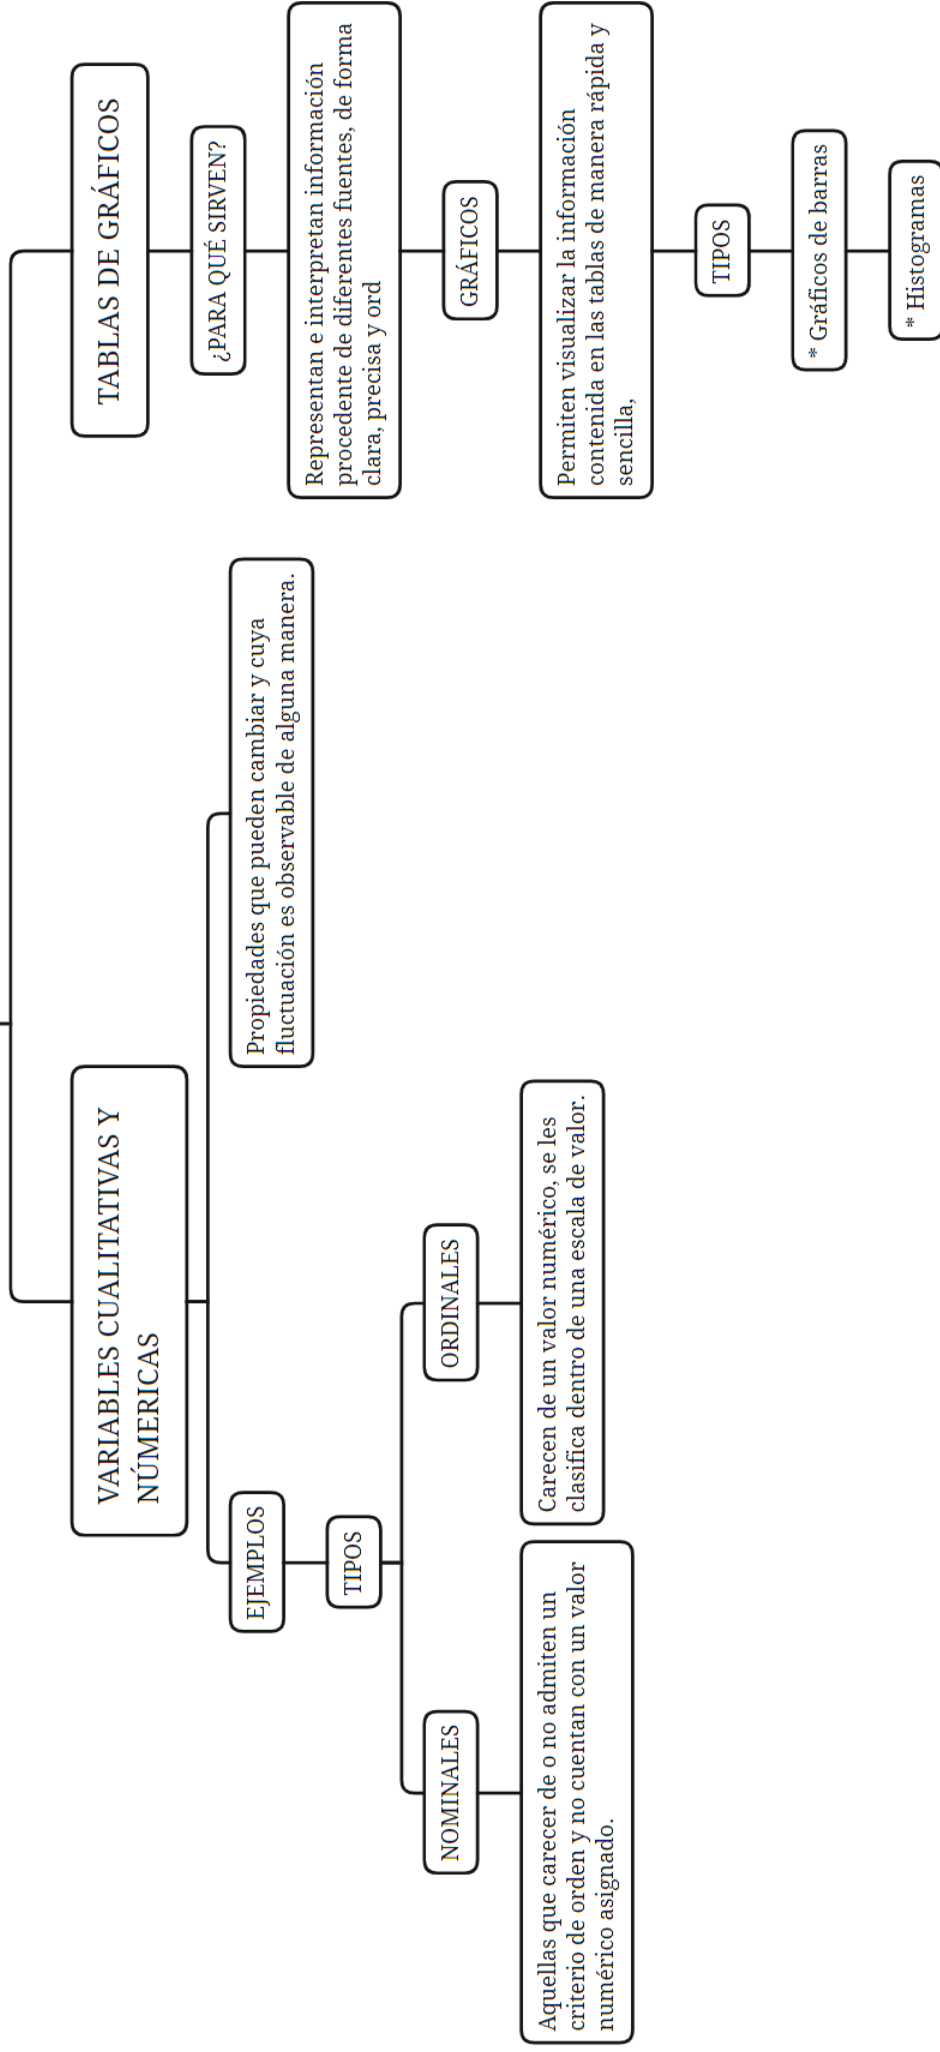 VARIABLES CUALITATIVAS Y
NÚMERICAS
EJEMPLOS
TIPOS
NOMINALES
Aquellas que carecer de o no admiten un
criterio de orden y no cuentan con un valor
numérico asignado.
ORDINALES
Carecen de un valor numérico, se les
clasifica dentro de una escala de valor.
Propiedades que pueden cambiar y cuya
fluctuación es observable de alguna manera.
TABLAS DE GRÁFICOS
¿PARA QUÉ SIRVEN?
Representan e interpretan información
procedente de diferentes fuentes, de forma
clara, precisa y ord
GRÁFICOS
Permiten visualizar la información
contenida en las tablas de manera rápida y
sencilla,
TIPOS
* Gráficos de barras
* Histogramas